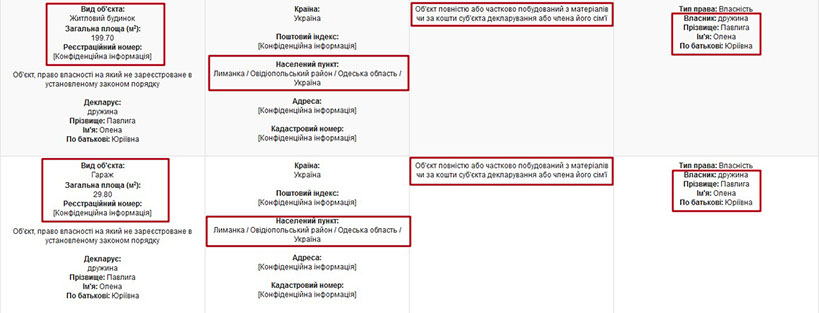 Вид об'єкта:
Житловий будинок
Загальна площа (м²):
199.70
Реєстраційний номер:
[Конфіденційна інформація]
Об'єкт, право власності на який не зареєстроване в
установленому законом порядку
Декларує:
дружина
Прізвище: Павлига
Ім'я: Олена
По батькові: Юріївна
Країна:
Україна
Поштовий індекс:
[Конфіденційна інформація]
Населений пункт:
Лиманка / Овідіопольський район / Одеська область /
Україна
Адреса:
[Конфіденційна інформація]
Кадастровий номер:
[Конфіденційна інформація]
Об'єкт повністю або частково побудований з матеріалів
чи за кошти суб'єкта декларування або члена його сім'ї
Тип права: Власність
Власник: дружина
Прізвище: Павлига
Ім'я: Олена
По батькові: Юріївна
Вид об'єкта:
Гараж
Загальна площа (м²):
29.80
Реєстраційний номер:
[Конфіденційна інформація]
Об'єкт, право власності на який не зареєстроване в
установленому законом порядку
Декларує:
дружина
Прізвище: Павлига
Ім'я: Олена
По батькові: Юріївна
Країна:
Україна
Поштовий індекс:
[Конфіденційна інформація]
Населений пункт:
Лиманка / Овідіопольський район / Одеська область /
Україна
Адреса:
[Конфіденційна інформація]
Кадастровий номер:
[Конфіденційна інформація]
Об'єкт повністю або частково побудований з матеріалів
чи за кошти суб'єкта декларування або члена його сім'ї
Тип права: Власність
Власник: дружина
Прізвище: Павлига
Ім'я: Олена
По батькові: Юріївна